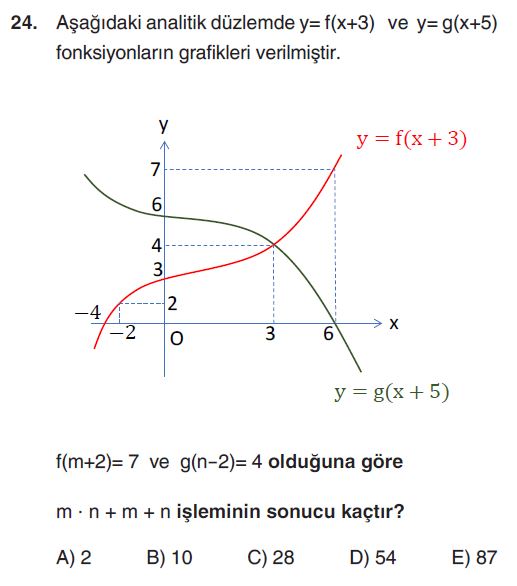 24. Aşağıdaki analitik düzlemde y= f(x+3) ve y= g(x+5)
fonksiyonların grafikleri verilmiştir.
y
y = f(x + 3)
7
6
4
3
2
−4
−2
O
3
6
x
y = g(x + 5)
f(m+2)= 7 ve g(n−2)= 4 olduğuna göre
m · n + m + n işleminin sonucu kaçtır?
A) 2 B) 10 C) 28 D) 54 E) 87